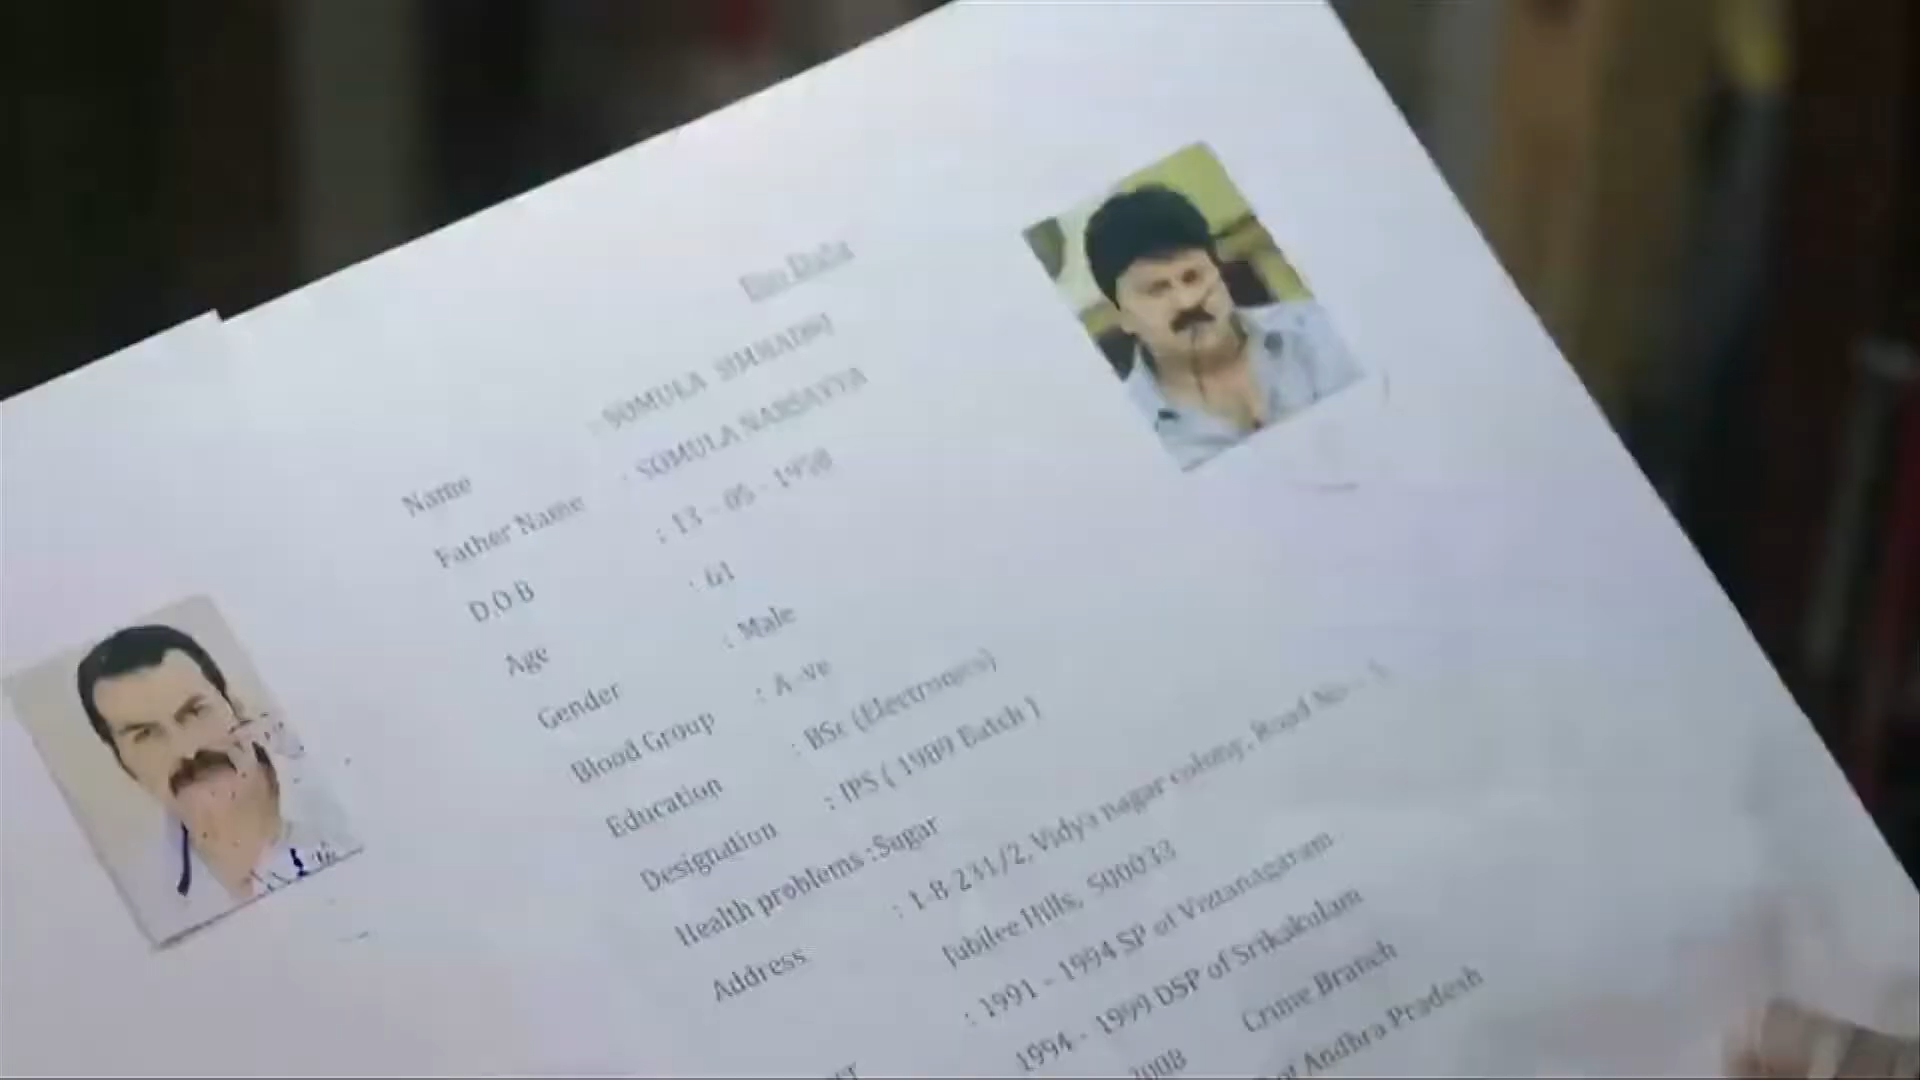 Bio Data
Name : SOMULA SIMHADRI
Father Name : SOMULA NARSAYYA
D.O B : 13 - 05 - 1958
Age : 61
Gender : Male
Blood Group : A-ve
Education : BSc (Electronics)
Designation : IPS ( 1989 Batch )
Health problems :Sugar
Address : 1-8-231/2, Vidya nagar colony, Road No -
Jubilee Hills, 500033
: 1991 - 1994 SP of Vizianagaram
1994 - 1999 DSP of Srikakulam
2008 Crime Branch
of Andhra Pradesh